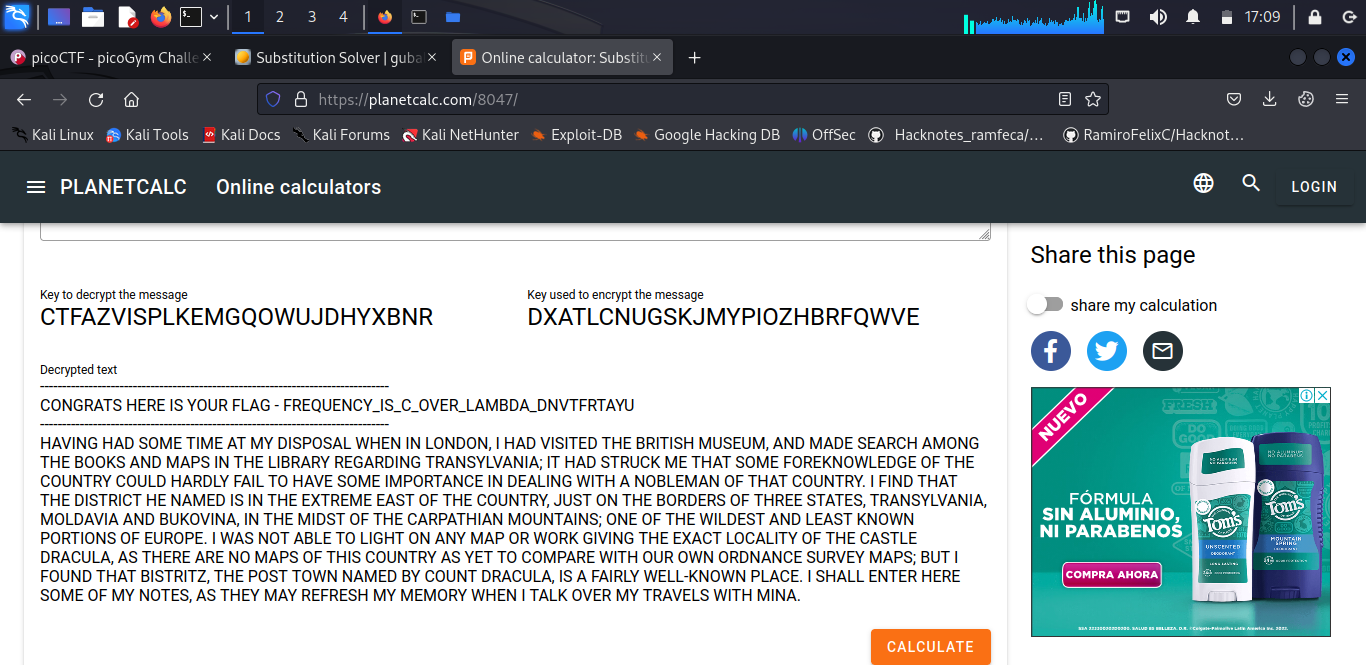 1 2 3 4 17:09
picoCTF - picoGym Challe Substitution Solver | guba Online calculator: Substitu
https://planetcalc.com/8047/
Kali Linux Kali Tools Kali Docs Kali Forums Kali NetHunter Exploit-DB Google Hacking DB OffSec Hacknotes_ramfeca/... RamiroFelixC/Hacknot...
PLANETCALC Online calculators LOGIN
Share this page
Key to decrypt the message Key used to encrypt the message
share my calculation
CTFAZVISPLKEMGQOWUJDHYXBNR DXATLCNUGSKJMYPIOZHBRFQWVE
Decrypted text
-------------------------------------------------------------------------------
CONGRATS HERE IS YOUR FLAG - FREQUENCY_IS_C_OVER_LAMBDA_DNVTFRTAYU
-------------------------------------------------------------------------------
HAVING HAD SOME TIME AT MY DISPOSAL WHEN IN LONDON, I HAD VISITED THE BRITISH MUSEUM, AND MADE SEARCH AMONG
THE BOOKS AND MAPS IN THE LIBRARY REGARDING TRANSYLVANIA; IT HAD STRUCK ME THAT SOME FOREKNOWLEDGE OF THE
COUNTRY COULD HARDLY FAIL TO HAVE SOME IMPORTANCE IN DEALING WITH A NOBLEMAN OF THAT COUNTRY. I FIND THAT
THE DISTRICT HE NAMED IS IN THE EXTREME EAST OF THE COUNTRY, JUST ON THE BORDERS OF THREE STATES, TRANSYLVANIA,
MOLDAVIA AND BUKOVINA, IN THE MIDST OF THE CARPATHIAN MOUNTAINS; ONE OF THE WILDEST AND LEAST KNOWN
PORTIONS OF EUROPE. I WAS NOT ABLE TO LIGHT ON ANY MAP OR WORK GIVING THE EXACT LOCALITY OF THE CASTLE
DRACULA, AS THERE ARE NO MAPS OF THIS COUNTRY AS YET TO COMPARE WITH OUR OWN ORDNANCE SURVEY MAPS; BUT I
FOUND THAT BISTRITZ, THE POST TOWN NAMED BY COUNT DRACULA, IS A FAIRLY WELL-KNOWN PLACE. I SHALL ENTER HERE
SOME OF MY NOTES, AS THEY MAY REFRESH MY MEMORY WHEN I TALK OVER MY TRAVELS WITH MINA.
CALCULATE
NUEVO
FÓRMULA
SIN ALUMINIO,
NI PARABENOS
COMPRA AHORA
Tom's
UNSCENTED
Tom's
MOUNTAIN
SPRING